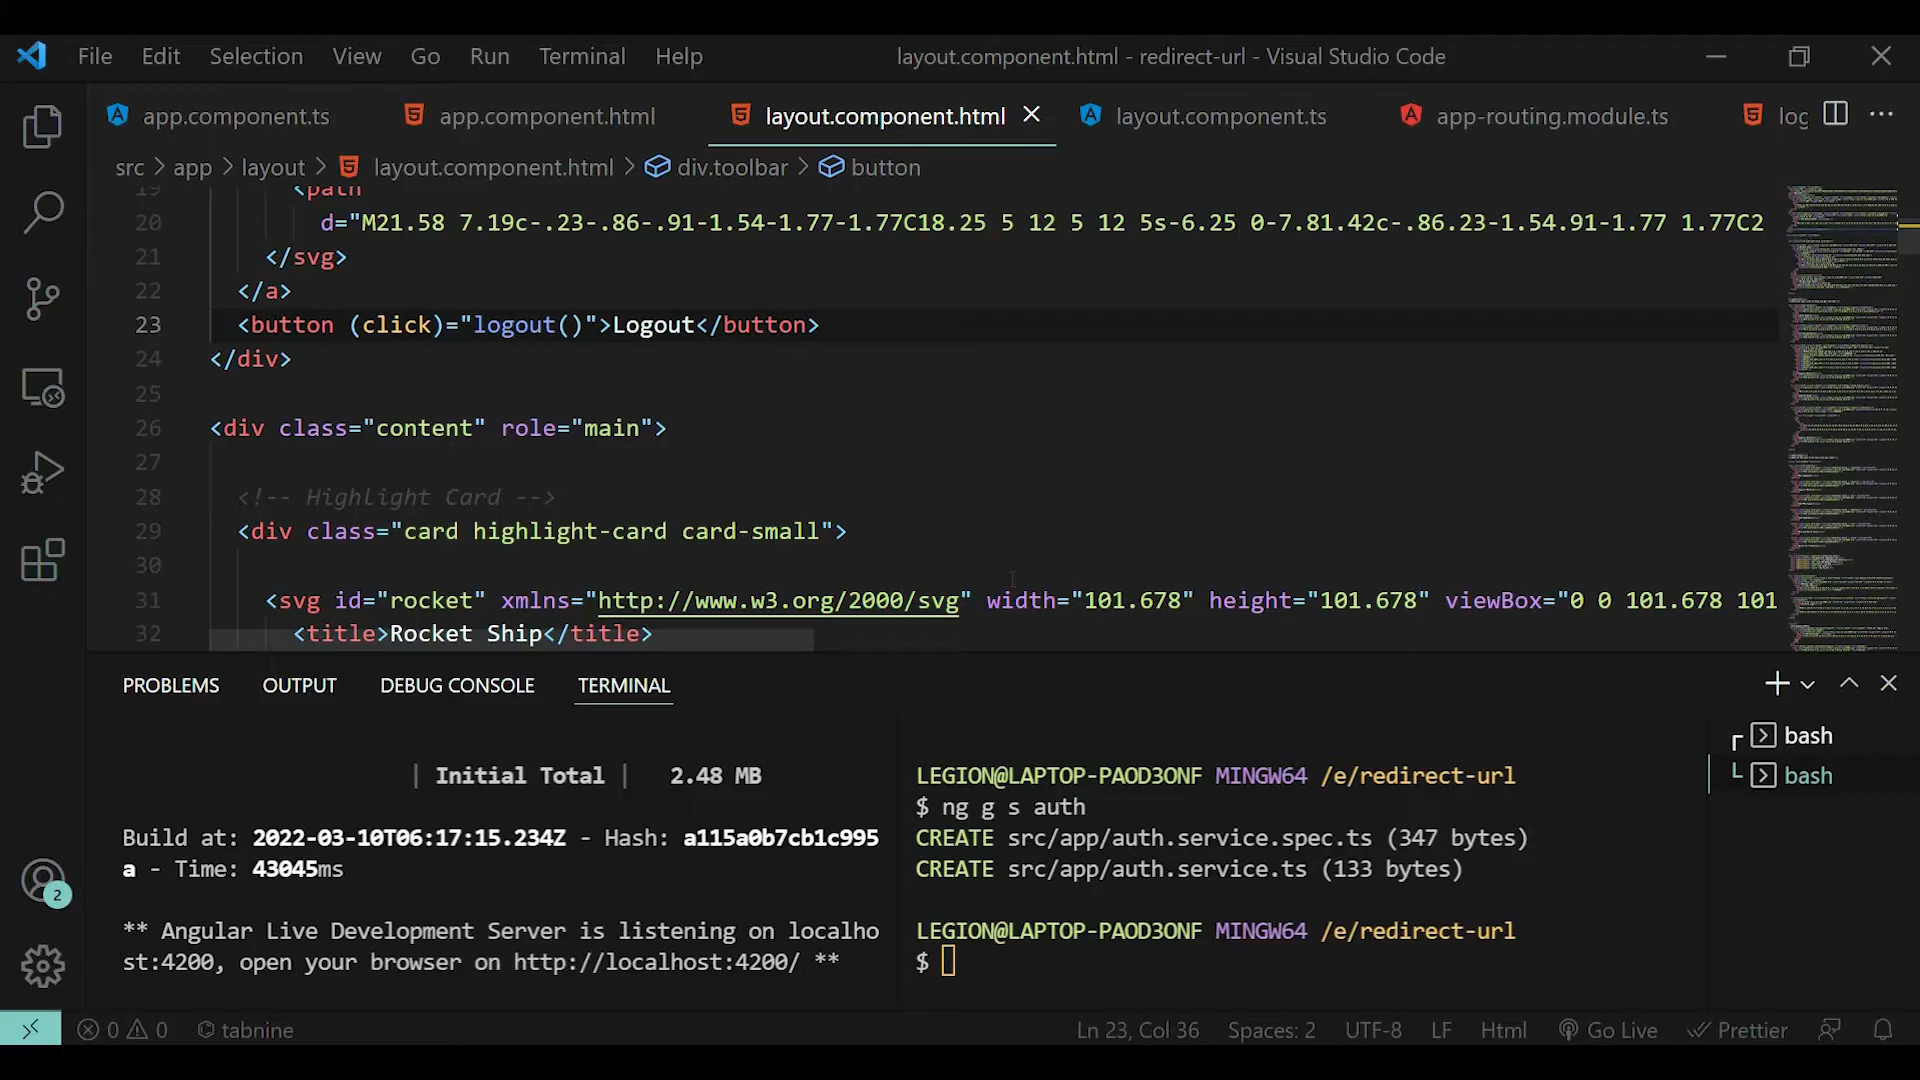 File Edit Selection View Go Run Terminal Help layout.component.html - redirect-url - Visual Studio Code
app.component.ts app.component.html layout.component.html app-routing.module.ts layout.component.ts log
src > app > layout > layout.component.html > div.toolbar > button
19 <path
20 d="M21.58 7.19c-.23-.86-.91-1.54-1.77-1.77C18.25 5 12 5 12 5s-6.25 0-7.81.42c-.86.23-1.54.91-1.77 1.77C2
21 </svg>
22 </a>
23 <button (click)="logout()">Logout</button>
24 </div>
25
26 <div class="content" role="main">
27
28 <!-- Highlight Card -->
29 <div class="card highlight-card card-small">
30
31 <svg id="rocket" xmlns="http://www.w3.org/2000/svg" width="101.678" height="101.678" viewBox="0 0 101.678 101
32 <title>Rocket Ship</title>
PROBLEMS OUTPUT DEBUG CONSOLE TERMINAL
| Initial Total | 2.48 MB
Build at: 2022-03-10T06:17:15.234Z - Hash: a115a0b7cb1c995
a - Time: 43045ms
** Angular Live Development Server is listening on localho
st:4200, open your browser on http://localhost:4200/ **
LEGION@LAPTOP-PAOD3ONF MINGW64 /e/redirect-url
$ ng g s auth
CREATE src/app/auth.service.spec.ts (347 bytes)
CREATE src/app/auth.service.ts (133 bytes)
LEGION@LAPTOP-PAOD3ONF MINGW64 /e/redirect-url
$
bash
bash
2
0 0 tabnine Ln 23, Col 36 Spaces: 2 UTF-8 LF Html Go Live Prettier